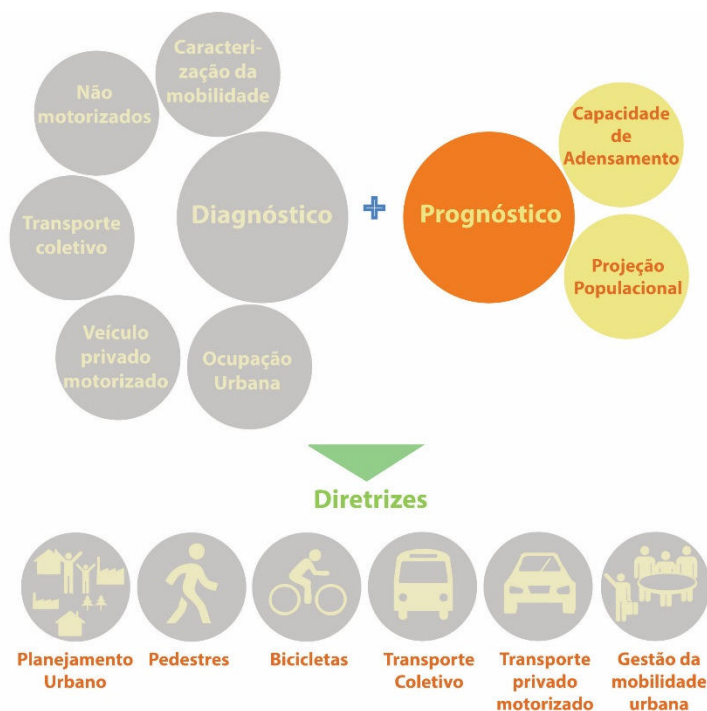 Caracteri-
zação da
mobilidade
Não
motorizados
Transporte
coletivo
Veículo
privado
motorizado
Ocupação
Urbana
Diagnóstico
+
Prognóstico
Capacidade
de
Adensamento
Projeção
Populacional
Diretrizes
Planejamento
Urbano
Pedestres
Bicicletas
Transporte
Coletivo
Transporte
privado
motorizado
Gestão da
mobilidade
urbana